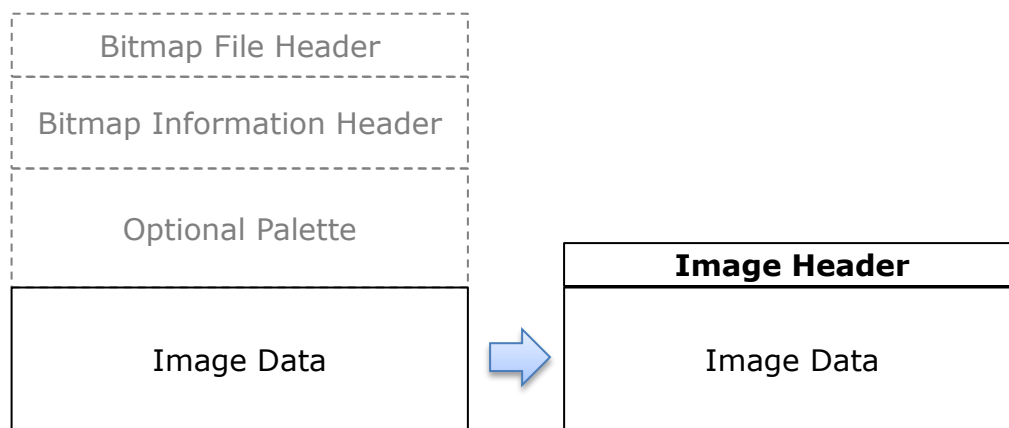 Bitmap File Header
Bitmap Information Header
Optional Palette
Image Data
Image Header
Image Data